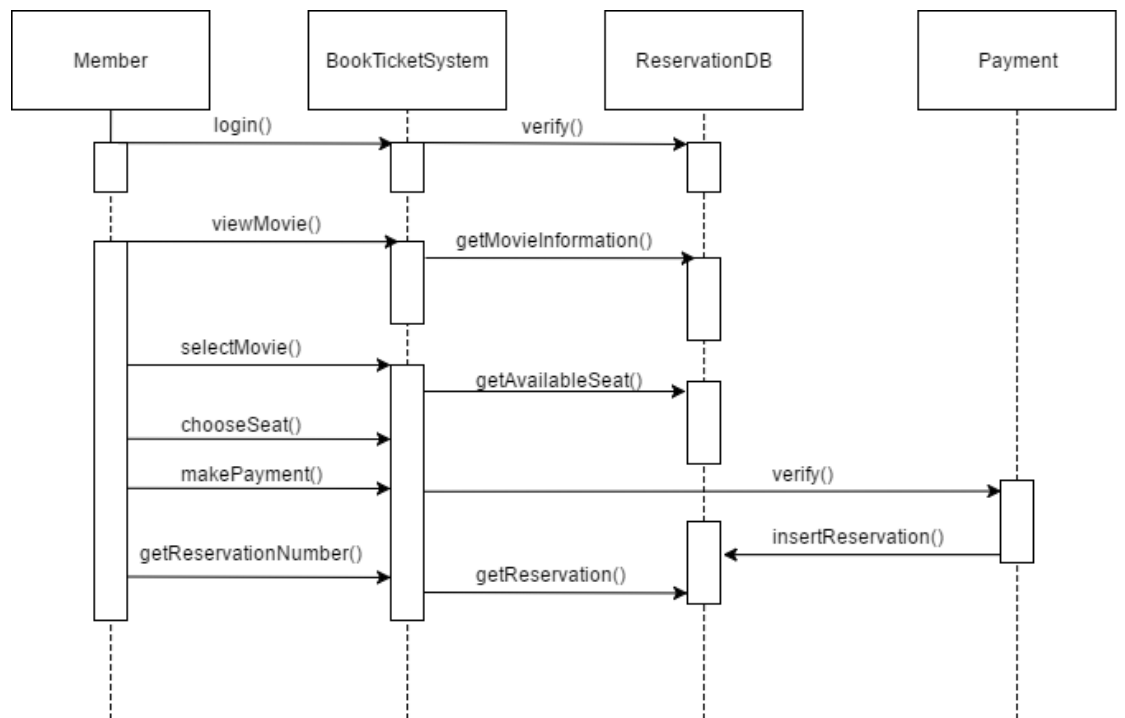 Member
BookTicketSystem
ReservationDB
Payment
login()
verify()
viewMovie()
getMovieInformation()
selectMovie()
getAvailableSeat()
chooseSeat()
makePayment()
verify()
insertReservation()
getReservationNumber()
getReservation()